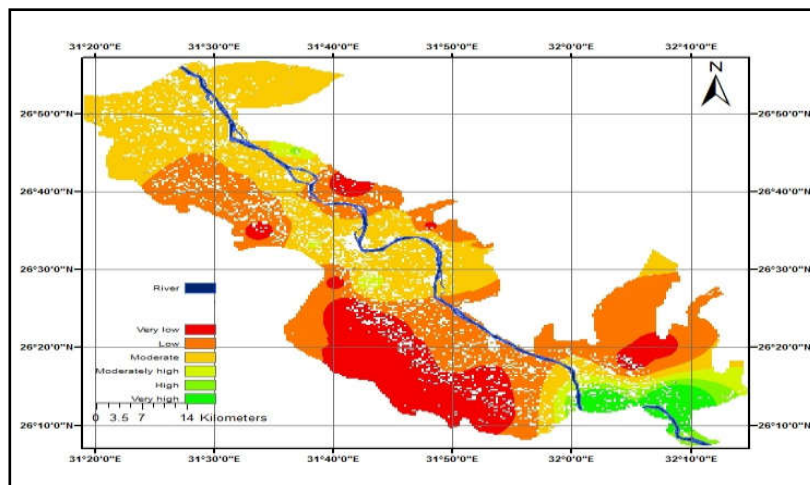 31°20'0"E 31°30'0"E 31°40'0"E 31°50'0"E 32°0'0"E 32°10'0"E
N
26°50'0"N 26°50'0"N
26°40'0"N 26°40'0"N
26°30'0"N 26°30'0"N
River
Very low
26°20'0"N Low 26°20'0"N
Moderate
Moderately high
High
Very high
26°10'0"N 0 3.5 7 14 Kilometers 26°10'0"N
31°20'0"E 31°30'0"E 31°40'0"E 31°50'0"E 32°0'0"E 32°10'0"E